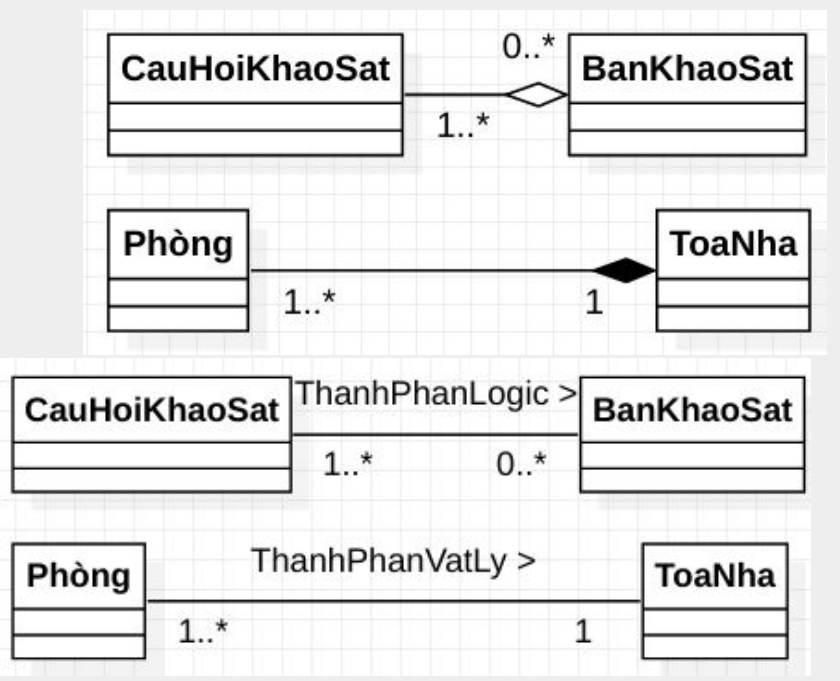 0..*
CauHoiKhaoSat BanKhaoSat
1..*
Phòng ToaNha
1..* 1
ThanhPhanLogic >
CauHoiKhaoSat BanKhaoSat
1..* 0..*
ThanhPhanVatLy >
Phòng ToaNha
1..* 1